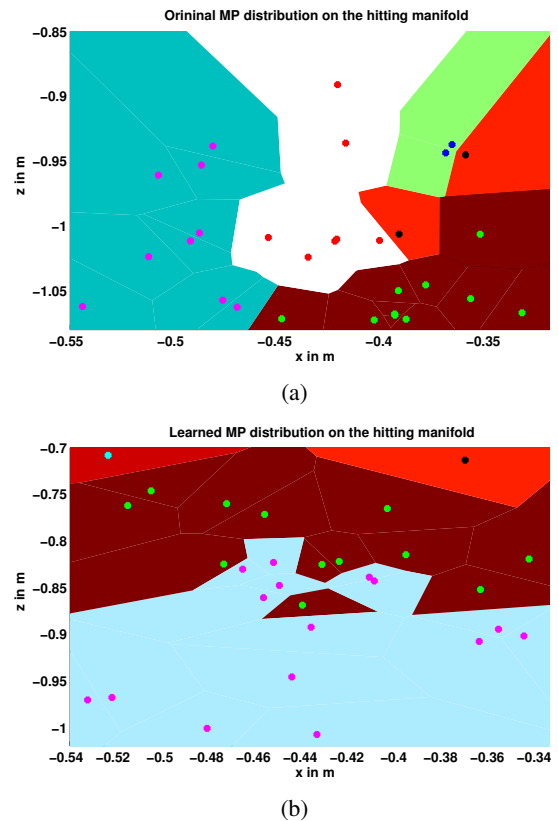 Orininal MP distribution on the hitting manifold
−0.85
−0.9
−0.95
−1
−1.05
z in m
−0.55 −0.5 −0.45 −0.4 −0.35
x in m
(a)
Learned MP distribution on the hitting manifold
−0.7
−0.75
−0.8
−0.85
−0.9
−0.95
−1
z in m
−0.54 −0.52 −0.5 −0.48 −0.46 −0.44 −0.42 −0.4 −0.38 −0.36 −0.34
x in m
(b)